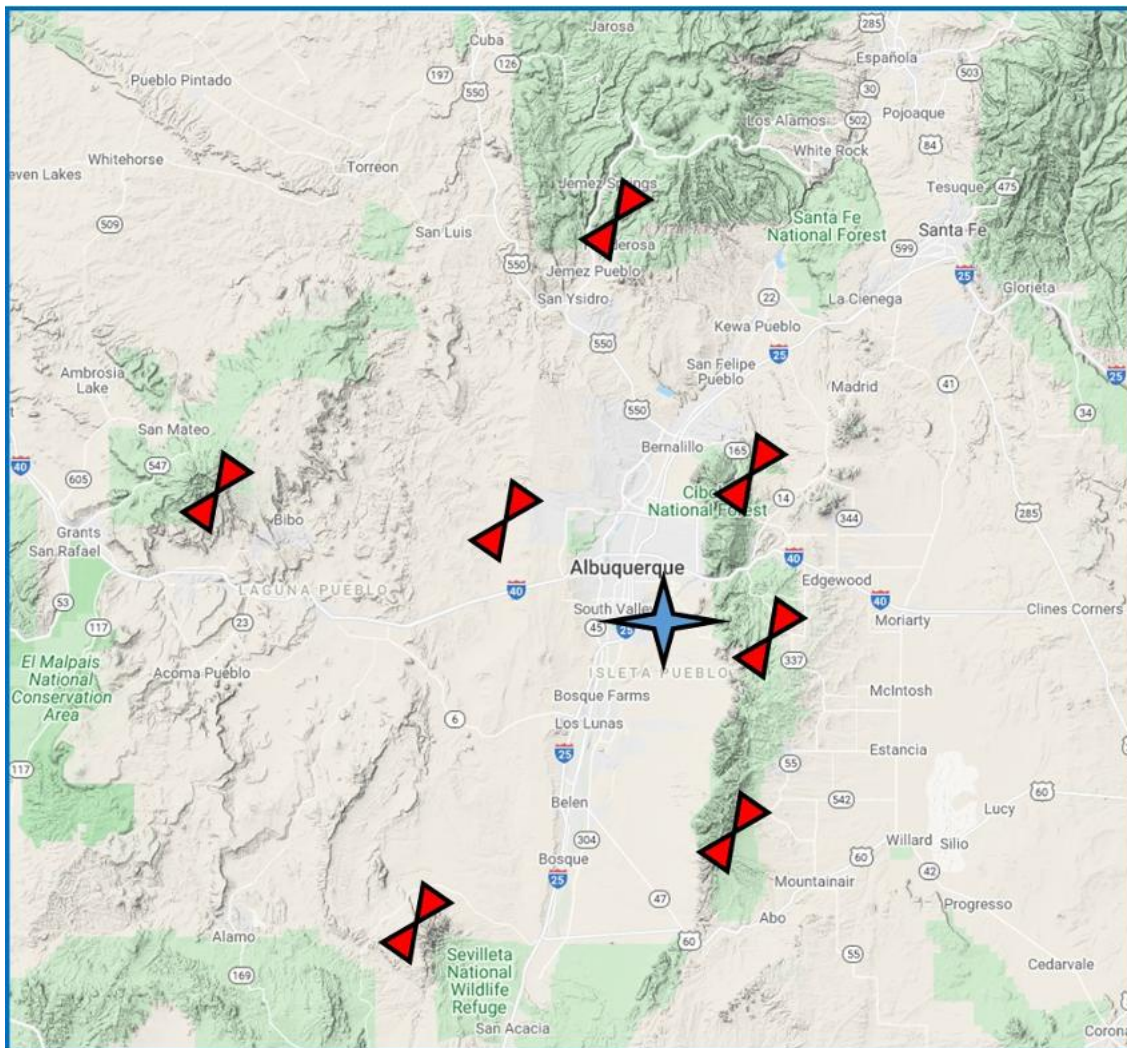 285
Jarosa
Cuba
126
Española
197
Pueblo Pintado
550
503
30
Pojoaque
Los Alamos
502
84
Whitehorse
Torreon
White Rock
even Lakes
Jemez Springs
Tesuque
475
509
Santa Fe
National Forest
San Luis
Santa Fe
599
550
Jemez Pueblo
25
Glorieta
San Ysidro
22
La Cienega
Kewa Pueblo
550
25
San Felipe
Pueblo
25
Ambrosia
Lake
Madrid
41
550
34
San Mateo
Bernalillo
165
40
547
605
National Forest
14
285
Grants
Bibo
344
San Rafael
Albuquerque
40
Edgewood
LAGUNA PUEBLO
40
40
53
South Valley
Clines Corners
117
23
45
25
Moriarty
El Malpais
National
Conservation
Area
Acoma Pueblo
ISLETA PUEBLO
337
Bosque Farms
McIntosh
6
Los Lunas
Estancia
25
117
55
60
Belen
542
Lucy
304
Willard
Silio
Bosque
60
25
Mountainair
42
47
Progresso
Abo
Alamo
60
Sevilleta
National
Wildlife
Refuge
55
Cedarvale
169
San Acacia
Corona